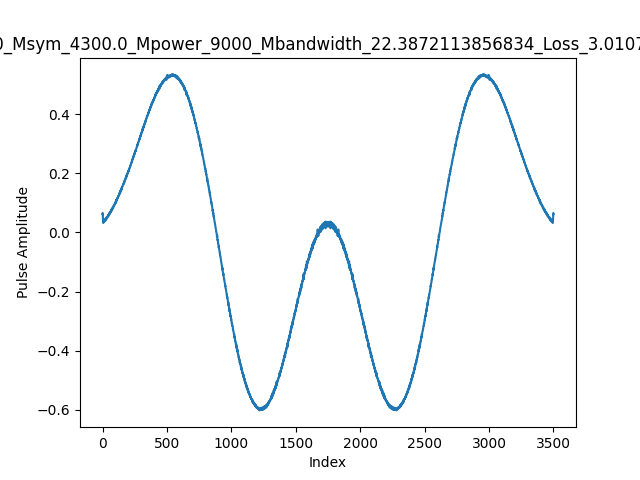 0_Msym_4300.0_Mpower_9000_Mbandwidth_22.3872113856834_Loss_3.0107
0.4
0.2
0.0
−0.2
−0.4
−0.6
Pulse Amplitude
0 500 1000 1500 2000 2500 3000 3500
Index